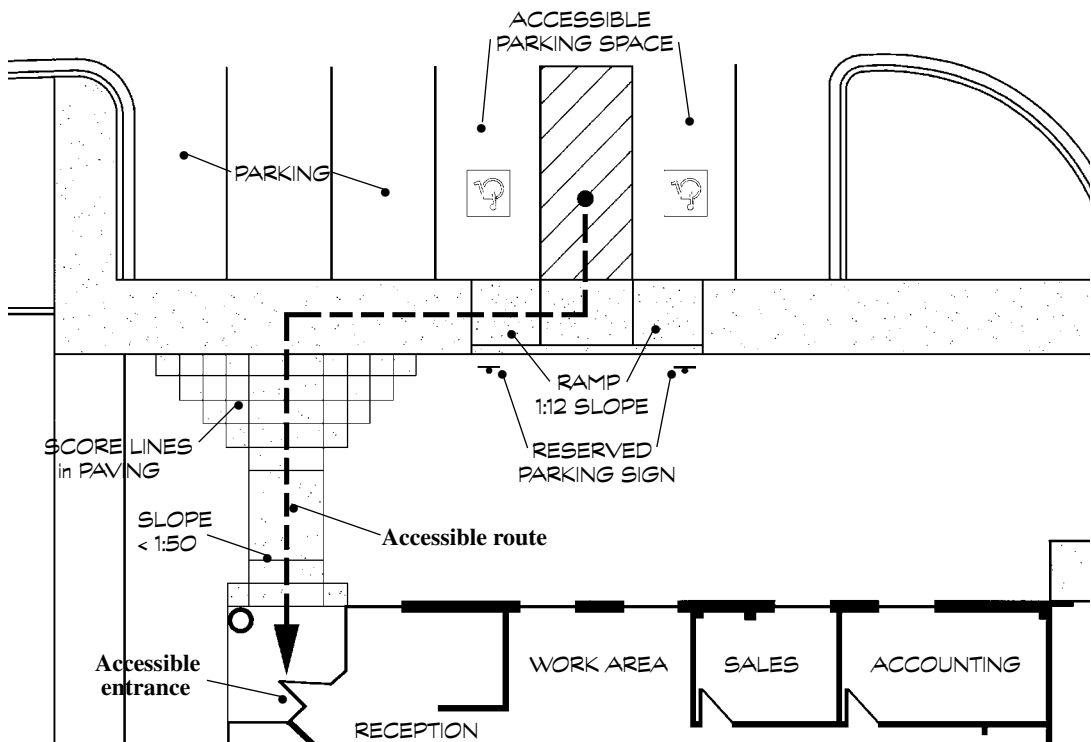 ACCESSIBLE
PARKING SPACE
PARKING
RAMP
1:12 SLOPE
SCORE LINES
in PAVING
RESERVED
PARKING SIGN
SLOPE
< 1:50
Accessible route
Accessible
entrance
WORK AREA
SALES
ACCOUNTING
RECEPTION